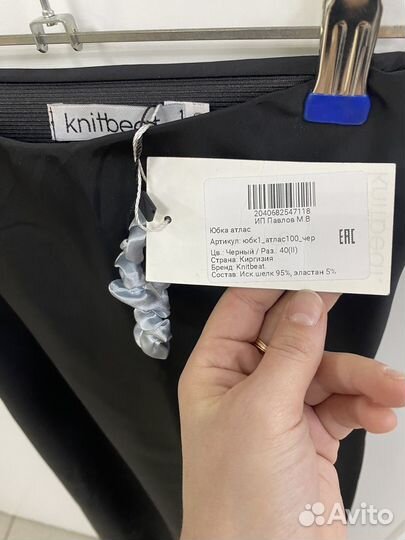 knitbeat
2040682547118
ИП Павлов М.В
Юбка атлас
Артикул: юбк1_атлас100_чер
Цв.: Черный / Раз.: 40(II)
Страна: Киргизия
Бренд: Knitbeat
Состав: Иск.шелк 95%, эластан 5%
EAC
knitbeat
Avito